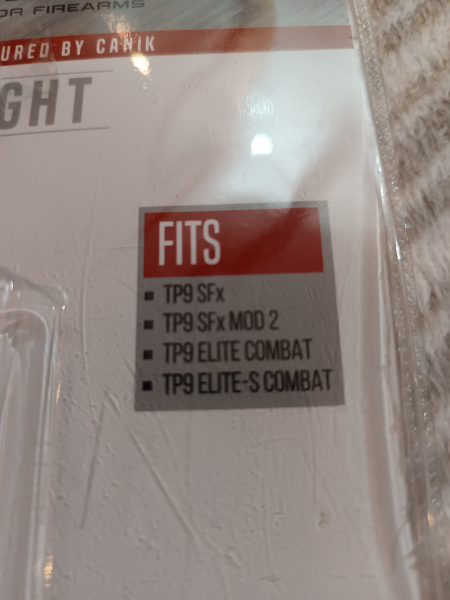 OR FIREARMS
URED BY CANiK
GHT
FITS
▪ TP9 SFx
▪ TP9 SFx MOD 2
▪ TP9 ELITE COMBAT
▪ TP9 ELITE-S COMBAT